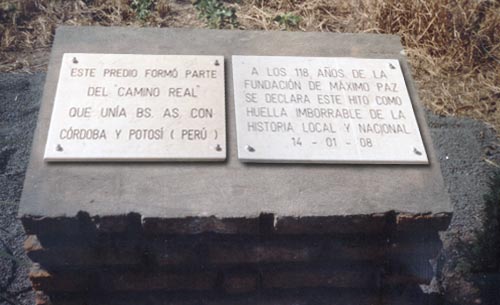 ESTE PREDIO FORMÓ PARTE
DEL "CAMINO REAL"
QUE UNÍA BS. AS. CON
CÓRDOBA Y POTOSÍ ( PERÚ )
A LOS 118 AÑOS DE LA
FUNDACIÓN DE MÁXIMO PAZ
SE DECLARA ESTE HITO COMO
HUELLA IMBORRABLE DE LA
HISTORIA LOCAL Y NACIONAL
14 - 01 - 08